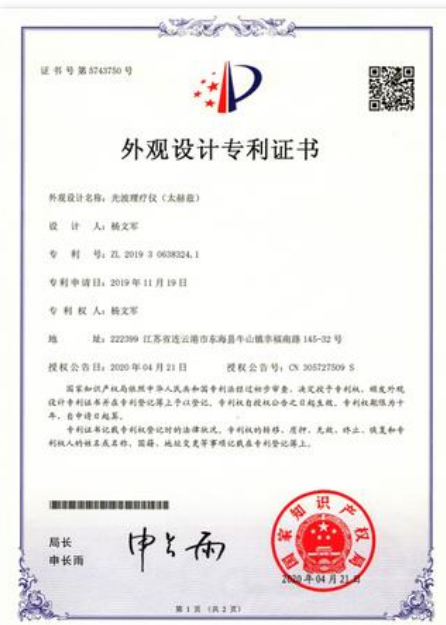 证书号第5743750号
外观设计专利证书
外观设计名称：光波理疗仪（太赫兹）
设 计 人：杨文军
专 利 号：ZL 2019 3 0638324.1
专利申请日：2019年11月19日
专 利 权 人：杨文军
地 址：222399 江苏省连云港市东海县牛山镇幸福南路145-32号
授权公告日：2020年04月21日 授权公告号：CN 305727509 S
国家知识产权局依照中华人民共和国专利法经过初步审查，决定授予专利权，颁发外观
设计专利证书并在专利登记簿上予以登记。专利权自授权公告之日起生效。专利权期限为十
年，自申请日起算。
专利证书记载专利权登记时的法律状况。专利权的转移、质押、无效、终止、恢复和专
利权人的姓名或名称、国籍、地址变更等事项记载在专利登记簿上。
局长
申长雨
申长雨
国家知识产权局
2020年04月21日
第1页（共2页）